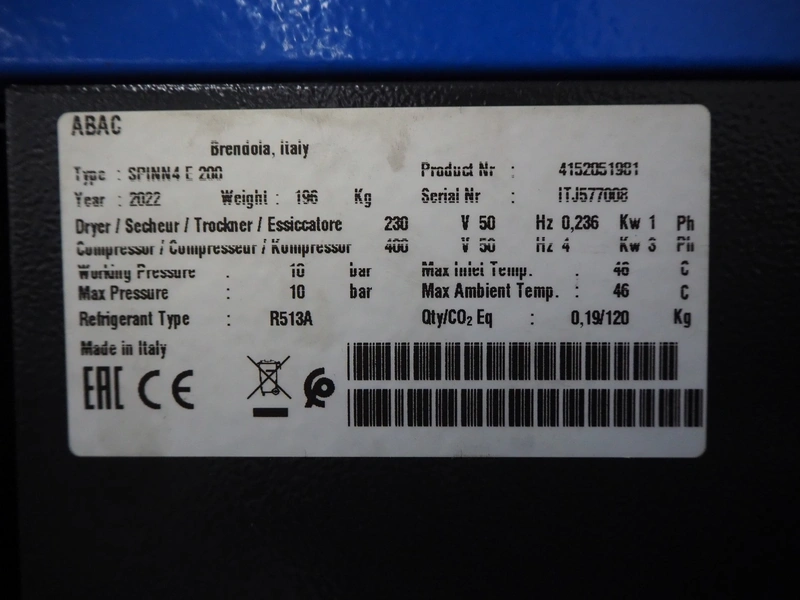 ABAC
Brendola, Italy
Type : SPINN4 E 200 Product Nr : 4152051981
Year : 2022 Weight : 196 Kg Serial Nr : ITJ577008
Dryer / Secheur / Trockner / Essiccatore 230 V 50 Hz 0,236 Kw 1 Ph
Compressor / Compresseur / Kompressor 400 V 50 Hz 4 Kw 3 Ph
Working Pressure : 10 bar Max Inlet Temp. : 46 C
Max Pressure : 10 bar Max Ambient Temp. : 46 C
Refrigerant Type : R513A Qty/CO₂ Eq : 0,19/120 Kg
Made in Italy
EAC CE